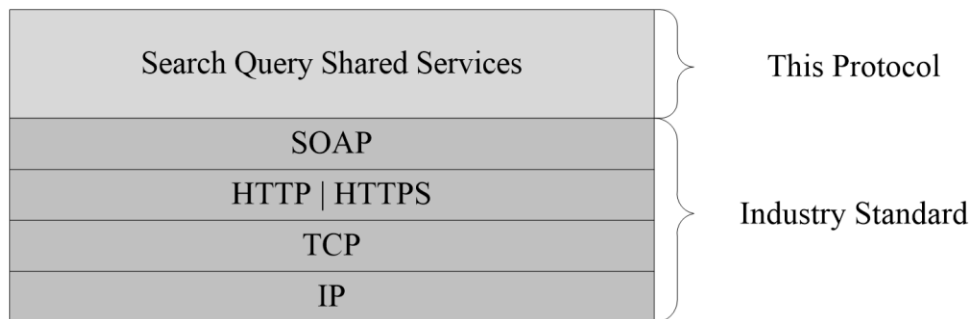 Search Query Shared Services
This Protocol
SOAP
HTTP | HTTPS
Industry Standard
TCP
IP